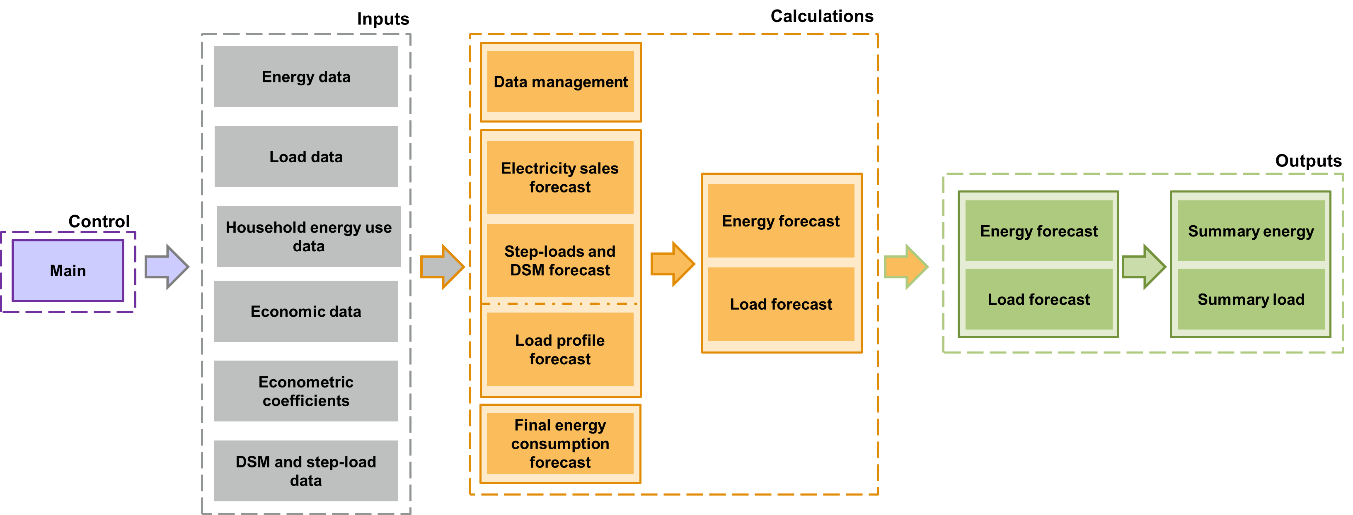 Control
Main
Inputs
Energy data
Load data
Household energy use
data
Economic data
Econometric
coefficients
DSM and step-load
data
Calculations
Data management
Electricity sales
forecast
Step-loads and
DSM forecast
Load profile
forecast
Final energy
consumption
forecast
Energy forecast
Load forecast
Outputs
Energy forecast
Load forecast
Summary energy
Summary load